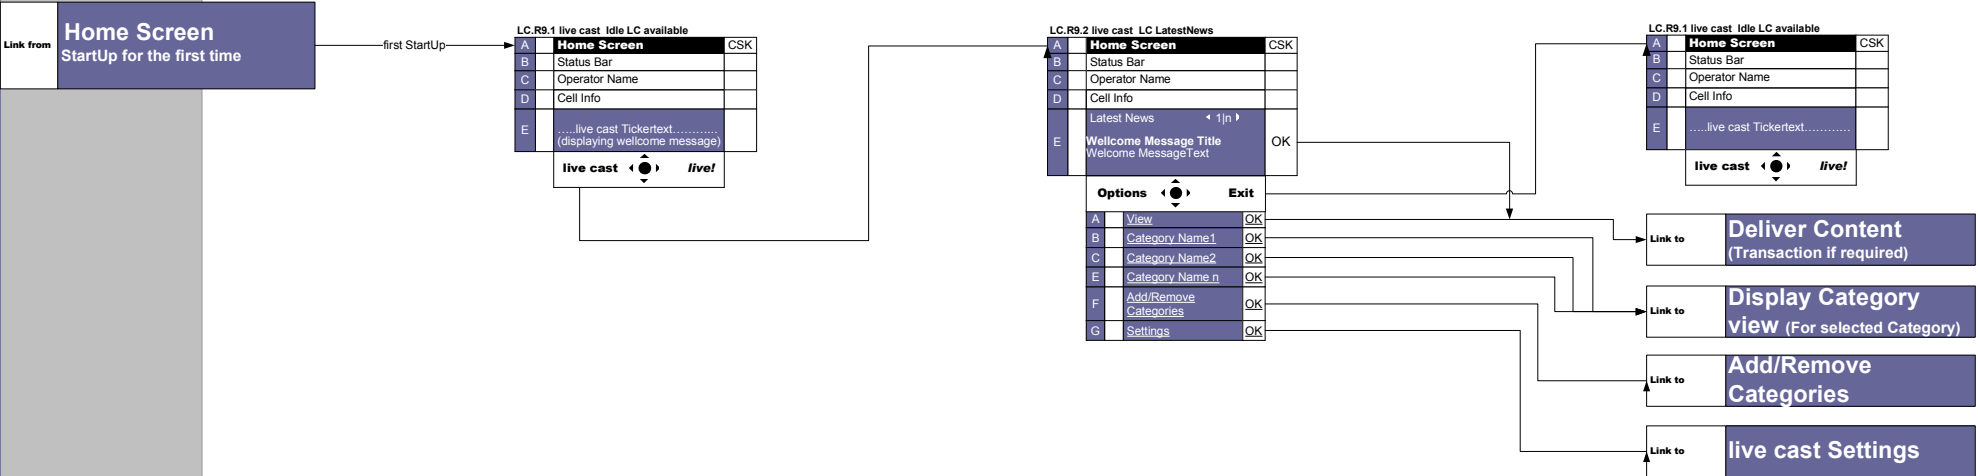 Link from
Home Screen
StartUp for the first time
first StartUp
LC.R9.1 live cast Idle LC available
A Home Screen CSK
B Status Bar
C Operator Name
D Cell Info
E …..live cast Tickertext………...
(displaying wellcome message)
live cast live!
LC.R9.2 live cast LC LatestNews
A Home Screen CSK
B Status Bar
C Operator Name
D Cell Info
Latest News 1|n
E Wellcome Message Title OK
Welcome MessageText
Options Exit
A View OK
B Category Name1 OK
C Category Name2 OK
E Category Name n OK
F Add/Remove OK
Categories
G Settings OK
LC.R9.1 live cast Idle LC available
A Home Screen CSK
B Status Bar
C Operator Name
D Cell Info
E …..live cast Tickertext…………
live cast live!
Link to
Deliver Content
(Transaction if required)
Link to
Display Category
view (For selected Category)
Link to
Add/Remove
Categories
Link to
live cast Settings